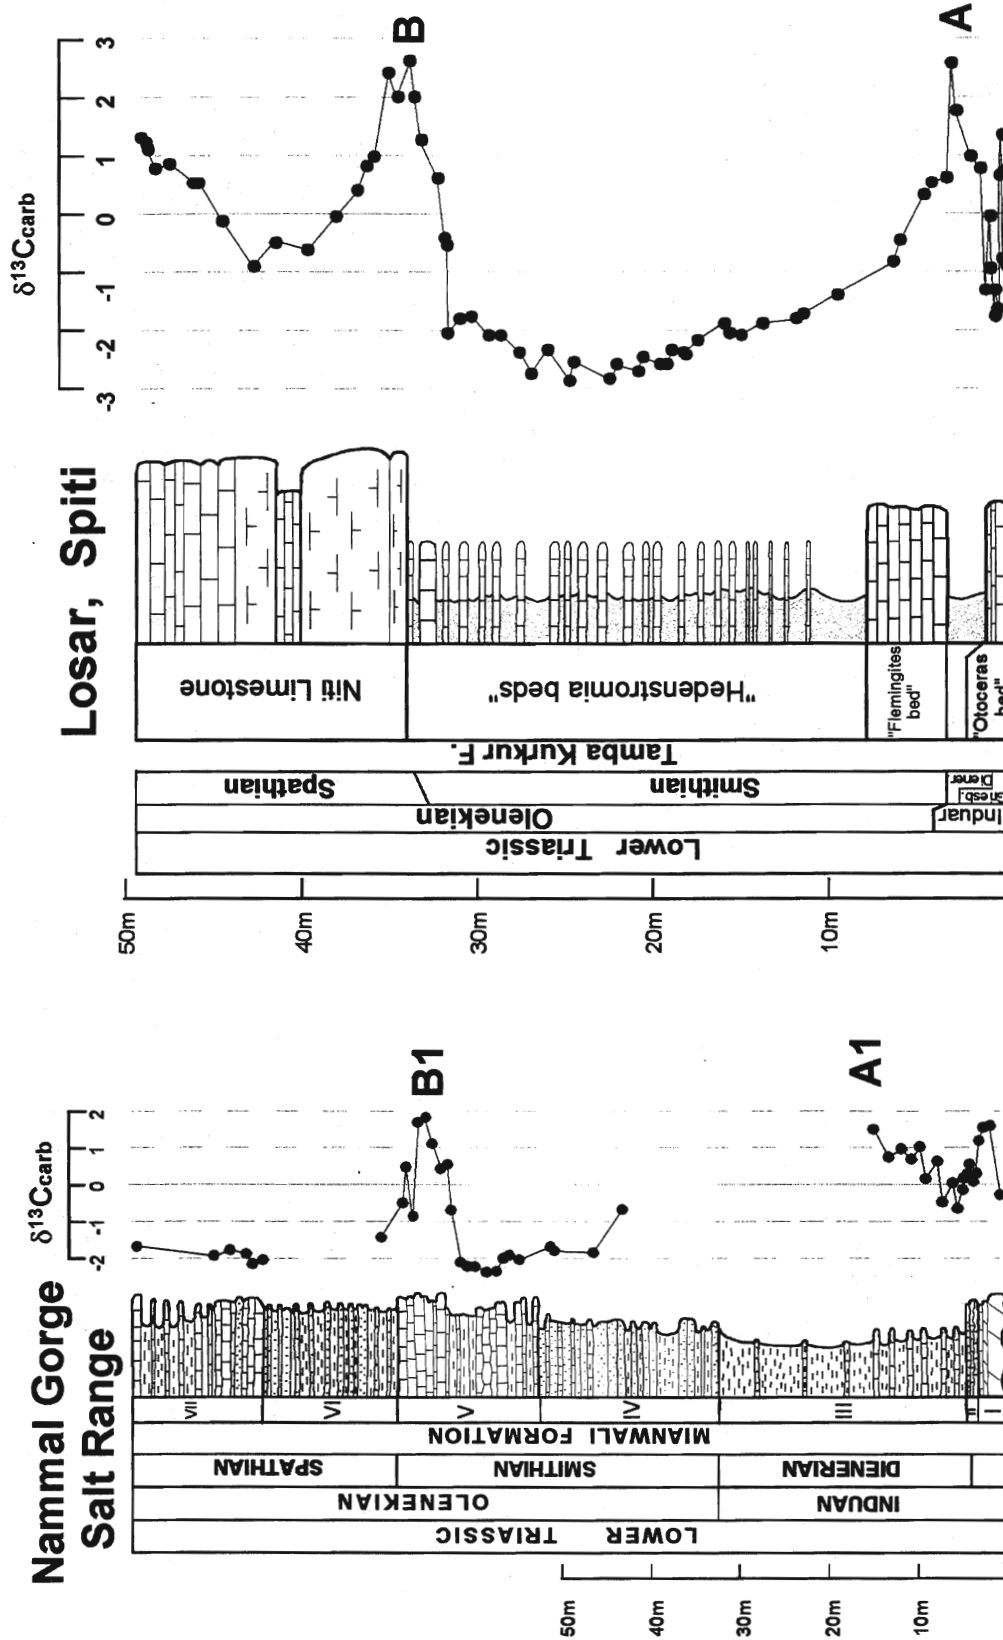 Losar, Spiti
δ¹³Ccarb
3
2
1
0
-1
-2
-3
B
A
Niti Limestone
"Hedenstromia beds"
"Flemingites
bed"
"Otoceras
Tamba Kurkur F.
Spathian
Smithian
Diener
Olenekian
Induar
Lower Triassic
50m
40m
30m
20m
10m
Nammal Gorge
Salt Range
δ¹³Ccarb
2
1
0
-1
-2
B1
A1
VII
VI
V
IV
III
II
I
MIANWALI FORMATION
SPATHIAN
SMITHIAN
DIENERIAN
OLENEKIAN
INDUAN
LOWER TRIASSIC
50m
40m
30m
20m
10m